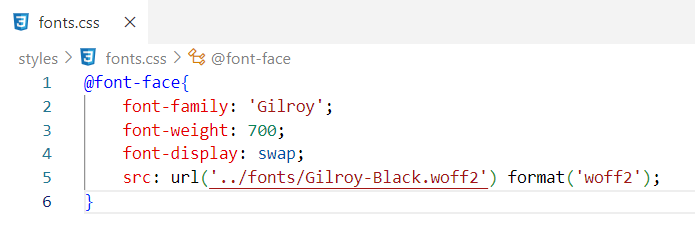 fonts.css ×
styles > fonts.css > @font-face
1 @font-face{
2     font-family: 'Gilroy';
3     font-weight: 700;
4     font-display: swap;
5     src: url('../fonts/Gilroy-Black.woff2') format('woff2');
6 }